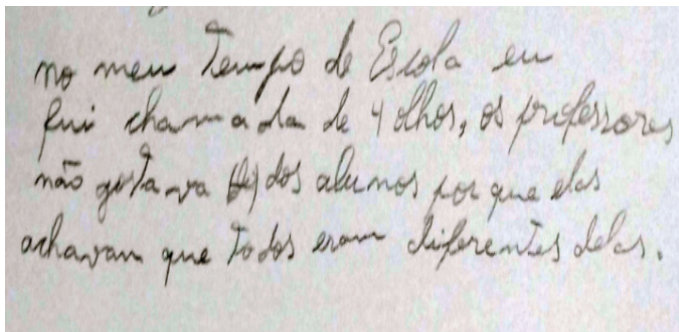 no meu Tempo de Escola eu
fui chamada de 4 olhos, os professores
não gostava dos alunos por que elas
achavam que todos eram diferentes delas.